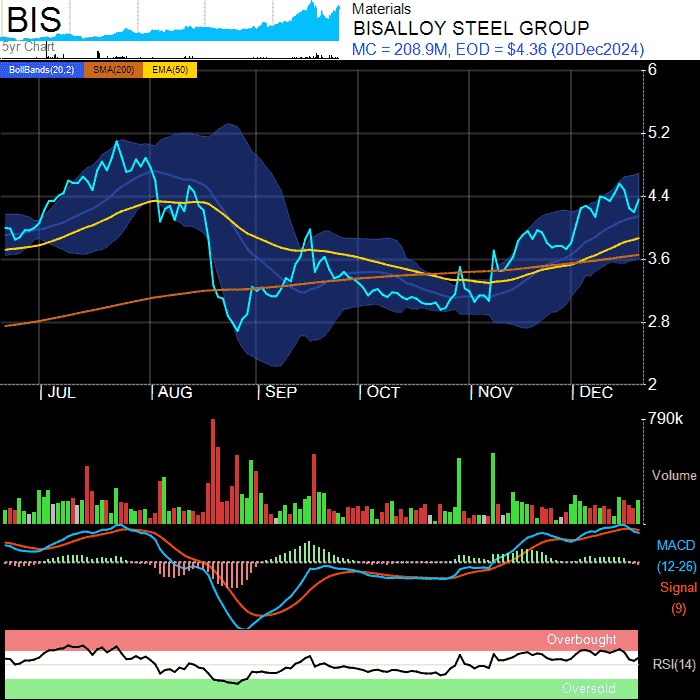 BIS
5yr Chart
Materials
BISALLOY STEEL GROUP
MC = 208.9M, EOD = $4.36 (20Dec2024)
BollBands(20,2) SMA(200) EMA(50)
6
5.2
4.4
3.6
2.8
2
JUL AUG SEP OCT NOV DEC
790k
Volume
MACD
(12-26)
Signal
(9)
Overbought
RSI(14)
Oversold